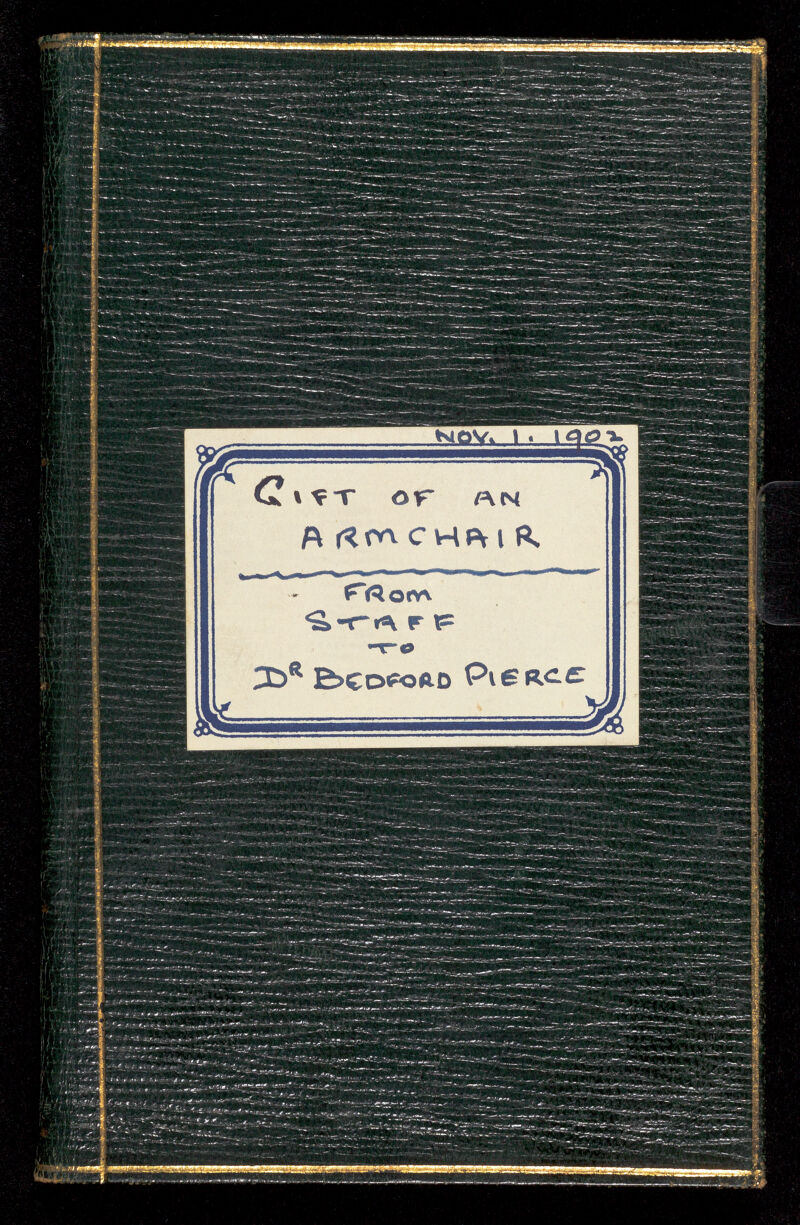 NOV. 1. 1902
GIFT OF AN
ARMCHAIR
FROM
STAFF
TO
DR BEDFORD PIERCE